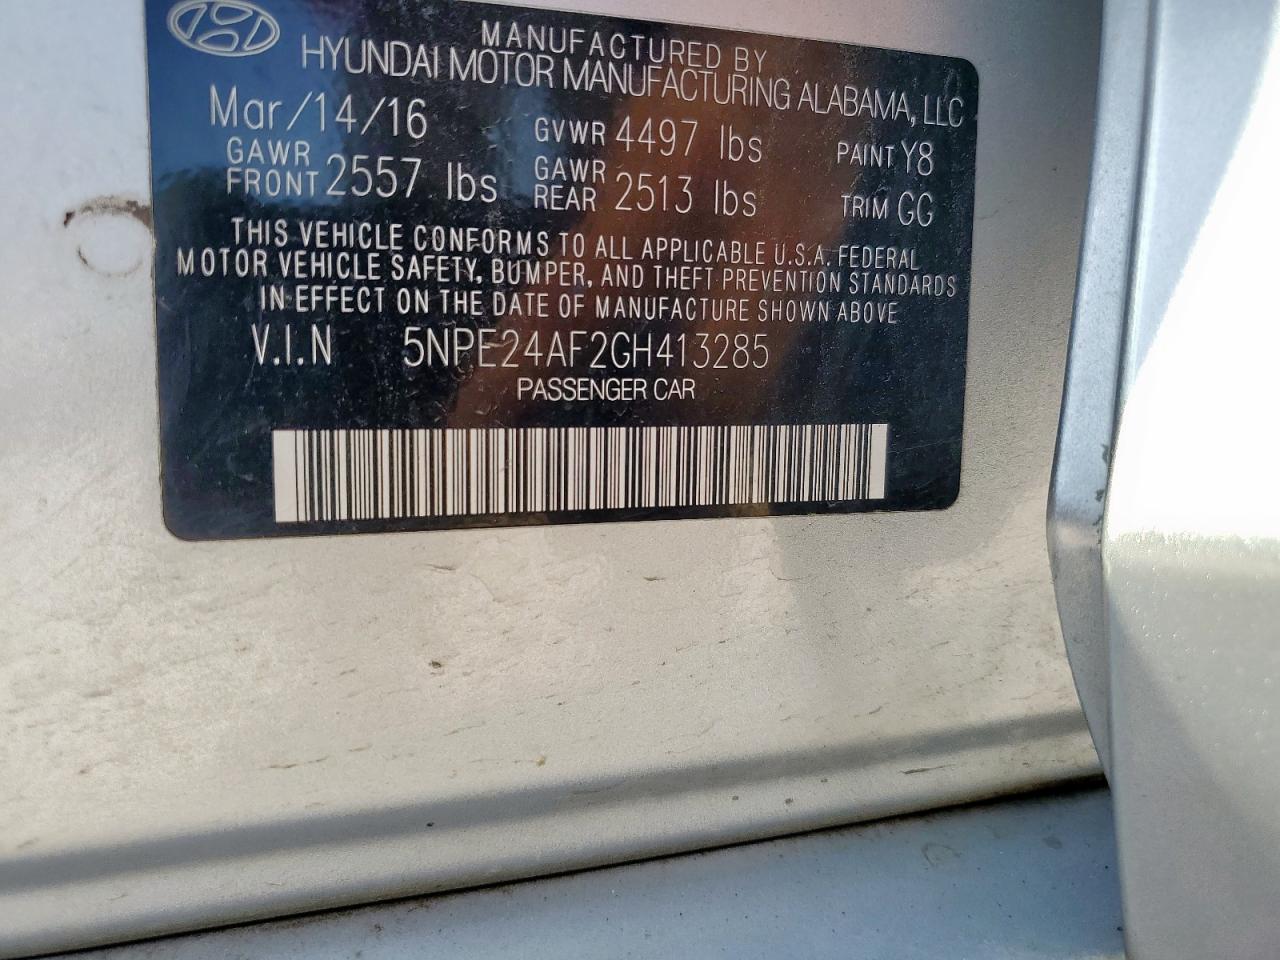 MANUFACTURED BY
HYUNDAI MOTOR MANUFACTURING ALABAMA, LLC
Mar/14/16 GVWR 4497 lbs PAINT Y8
GAWR FRONT 2557 lbs GAWR REAR 2513 lbs TRIM GG
THIS VEHICLE CONFORMS TO ALL APPLICABLE U.S.A. FEDERAL
MOTOR VEHICLE SAFETY, BUMPER, AND THEFT PREVENTION STANDARDS
IN EFFECT ON THE DATE OF MANUFACTURE SHOWN ABOVE
V.I.N 5NPE24AF2GH413285
PASSENGER CAR